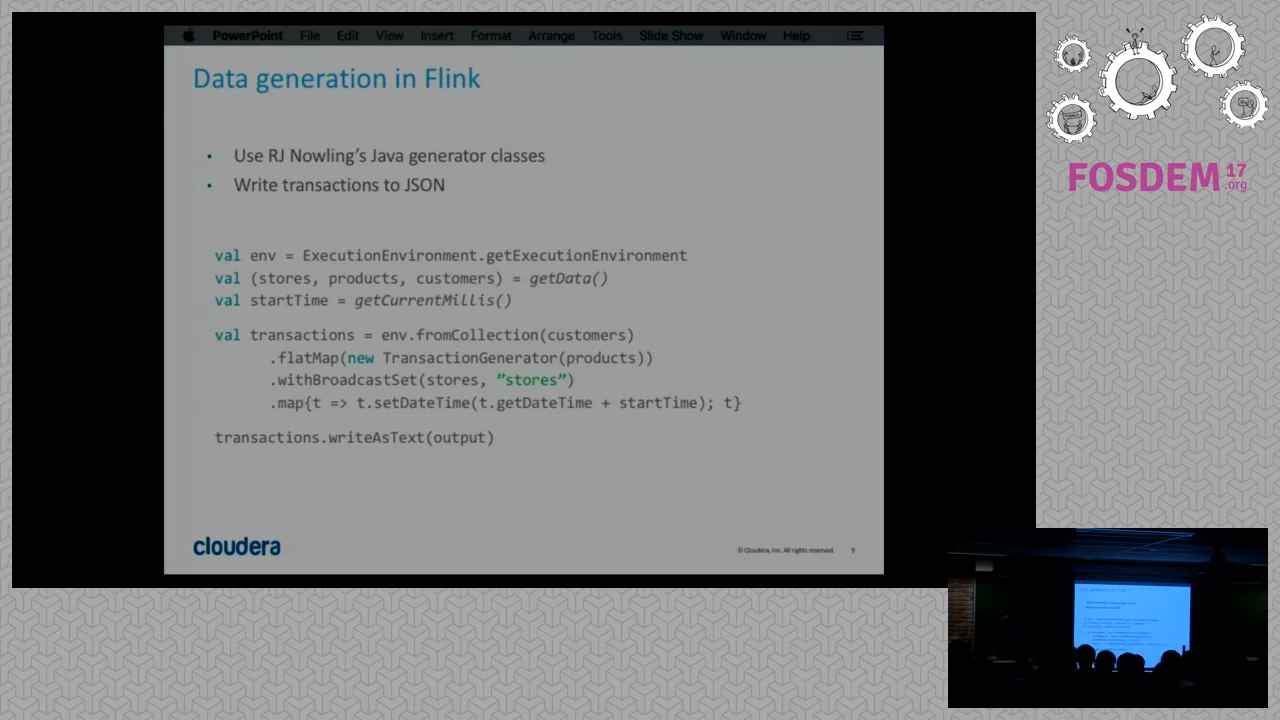 PowerPoint File Edit View Insert Format Arrange Tools Slide Show Window Help
Data generation in Flink
• Use RJ Nowling’s Java generator classes
• Write transactions to JSON
val env = ExecutionEnvironment.getExecutionEnvironment
val (stores, products, customers) = getData()
val startTime = getCurrentMillis()
val transactions = env.fromCollection(customers)
.flatMap(new TransactionGenerator(products))
.withBroadcastSet(stores, ”stores”)
.map{t => t.setDateTime(t.getDateTime + startTime); t}
transactions.writeAsText(output)
cloudera
© Cloudera, Inc. All rights reserved. 9
FOSDEM 17
.org